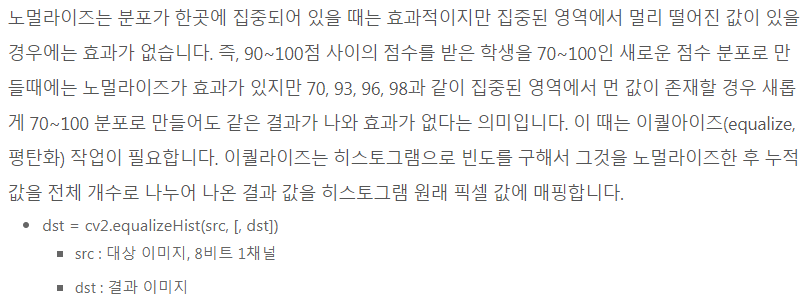 노멀라이즈는 분포가 한곳에 집중되어 있을 때는 효과적이지만 집중된 영역에서 멀리 떨어진 값이 있을
경우에는 효과가 없습니다. 즉, 90~100점 사이의 점수를 받은 학생을 70~100인 새로운 점수 분포로 만
들때에는 노멀라이즈가 효과가 있지만 70, 93, 96, 98과 같이 집중된 영역에서 먼 값이 존재할 경우 새롭
게 70~100 분포로 만들어도 같은 결과가 나와 효과가 없다는 의미입니다. 이 때는 이퀄아이즈(equalize,
평탄화) 작업이 필요합니다. 이퀄라이즈는 히스토그램으로 빈도를 구해서 그것을 노멀라이즈한 후 누적
값을 전체 개수로 나누어 나온 결과 값을 히스토그램 원래 픽셀 값에 매핑합니다.
• dst = cv2.equalizeHist(src, [, dst])
▪ src : 대상 이미지, 8비트 1채널
▪ dst : 결과 이미지